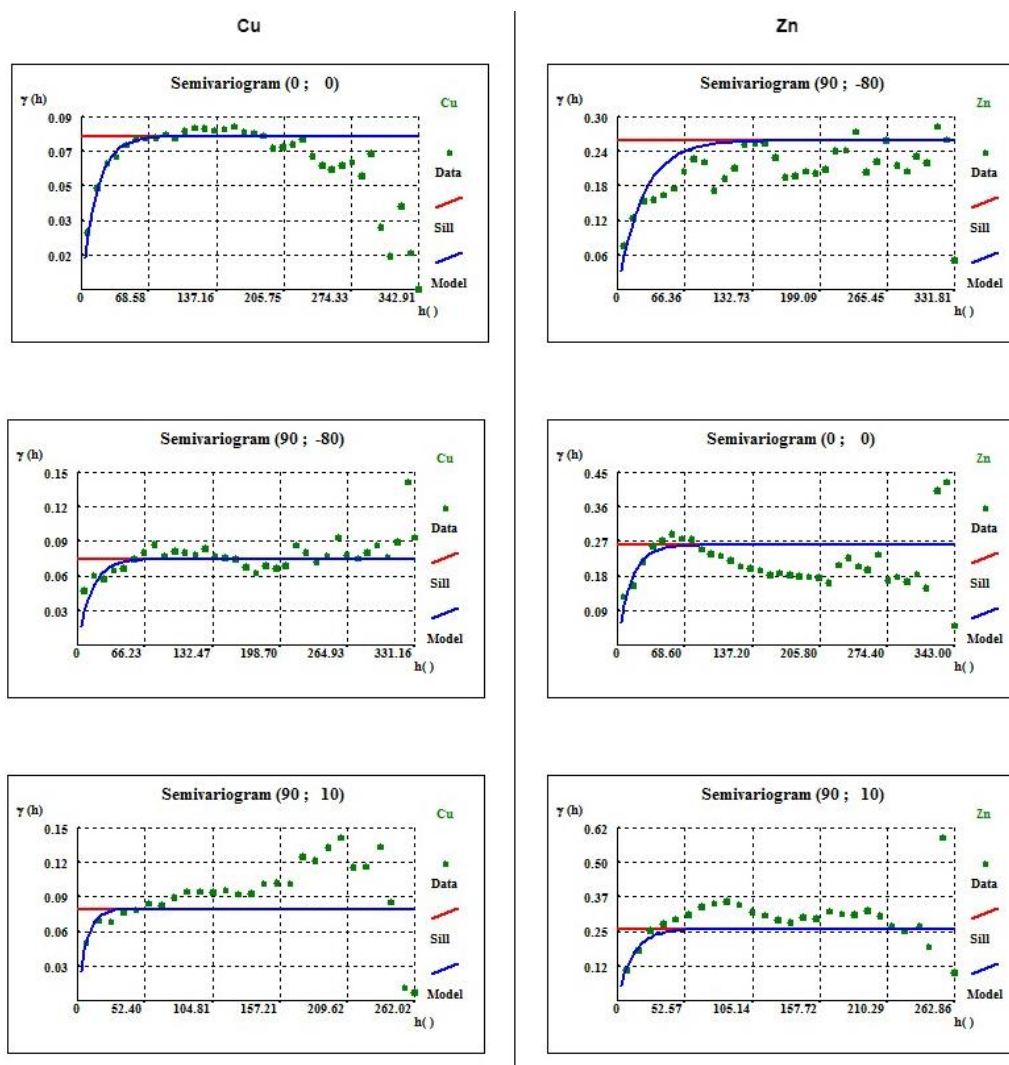 Cu
Semivariogram (0 ; 0)
γ (h)
Cu
0.09
0.07
0.05
0.03
0.02
Data
Sill
Model
0 68.58 137.16 205.75 274.33 342.91
h( )
Semivariogram (90 ; -80)
γ (h)
Cu
0.15
0.12
0.09
0.06
0.03
Data
Sill
Model
0 66.23 132.47 198.70 264.93 331.16
h( )
Semivariogram (90 ; 10)
γ (h)
Cu
0.15
0.12
0.09
0.06
0.03
Data
Sill
Model
0 52.40 104.81 157.21 209.62 262.02
h( )
Zn
Semivariogram (90 ; -80)
γ (h)
Zn
0.30
0.24
0.18
0.12
0.06
Data
Sill
Model
0 66.36 132.73 199.09 265.45 331.81
h( )
Semivariogram (0 ; 0)
γ (h)
Zn
0.45
0.36
0.27
0.18
0.09
Data
Sill
Model
0 68.60 137.20 205.80 274.40 343.00
h( )
Semivariogram (90 ; 10)
γ (h)
Zn
0.62
0.50
0.37
0.25
0.12
Data
Sill
Model
0 52.57 105.14 157.72 210.29 262.86
h( )